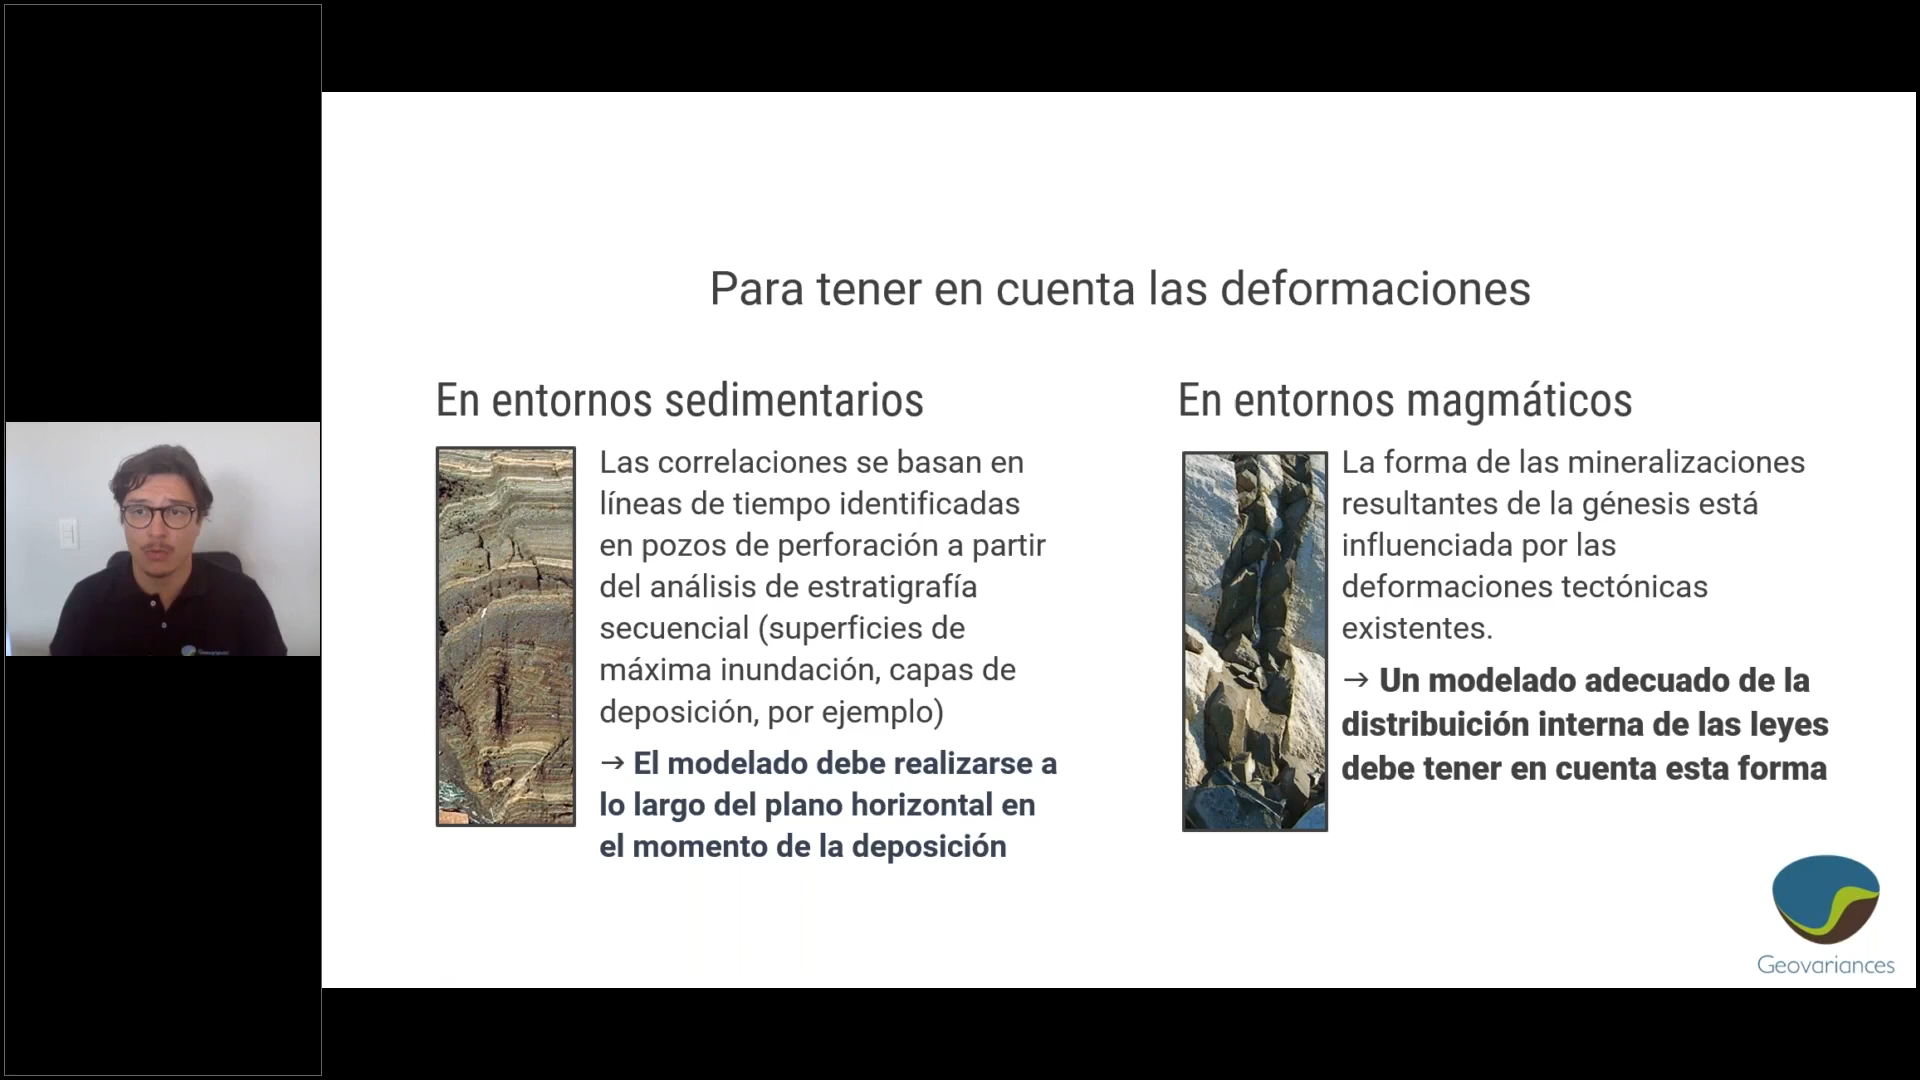 Para tener en cuenta las deformaciones
En entornos sedimentarios
Las correlaciones se basan en
líneas de tiempo identificadas
en pozos de perforación a partir
del análisis de estratigrafía
secuencial (superficies de
máxima inundación, capas de
deposición, por ejemplo)
→ El modelado debe realizarse a
lo largo del plano horizontal en
el momento de la deposición
En entornos magmáticos
La forma de las mineralizaciones
resultantes de la génesis está
influenciada por las
deformaciones tectónicas
existentes.
→ Un modelado adecuado de la
distribuición interna de las leyes
debe tener en cuenta esta forma
Geovariances